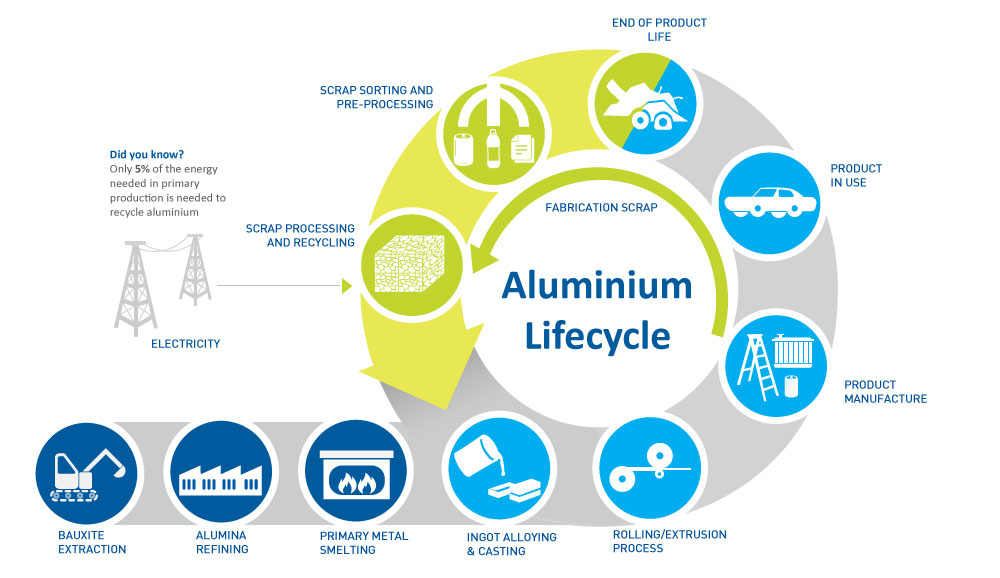 END OF PRODUCT
LIFE
SCRAP SORTING AND
PRE-PROCESSING
Did you know?
Only 5% of the energy
needed in primary
production is needed to
recycle aluminium
PRODUCT
IN USE
FABRICATION SCRAP
SCRAP PROCESSING
AND RECYCLING
Aluminium
Lifecycle
ELECTRICITY
PRODUCT
MANUFACTURE
BAUXITE
EXTRACTION
ALUMINA
REFINING
PRIMARY METAL
SMELTING
INGOT ALLOYING
& CASTING
ROLLING/EXTRUSION
PROCESS